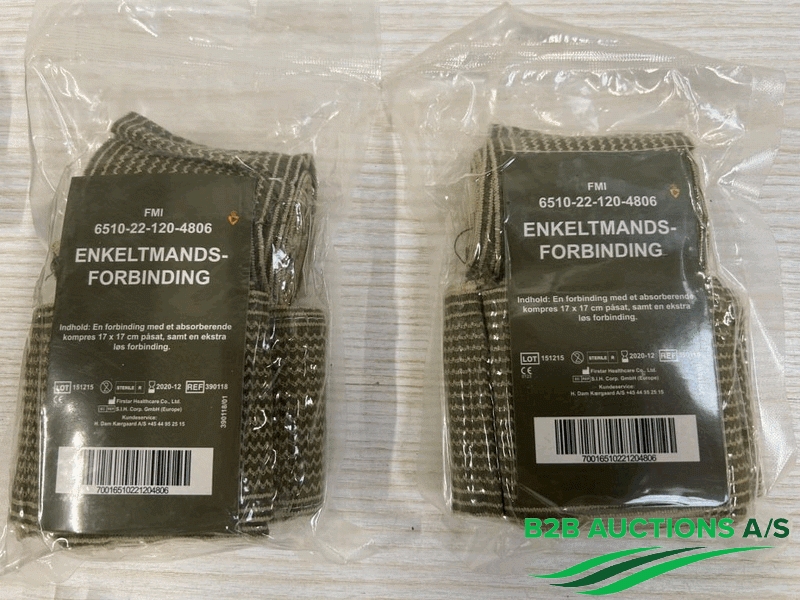 FMI
6510-22-120-4806
ENKELTMANDS-
FORBINDING
Indhold: En forbinding med et absorberende
kompres 17 x 17 cm påsat, samt en ekstra
løs forbinding.
LOT 151215 STERILE R 2020-12 REF 390118
CE Firstar Healthcare Co., Ltd.
S.I.H. Corp. GmbH (Europe)
Kundeservice:
H. Dam Kærgaard A/S +45 44 95 25 15
390118/01
70016510221204806
FMI
6510-22-120-4806
ENKELTMANDS-
FORBINDING
Indhold: En forbinding med et absorberende
kompres 17 x 17 cm påsat, samt en ekstra
løs forbinding.
LOT 151215 STERILE R 2020-12 REF 390118
CE Firstar Healthcare Co., Ltd.
S.I.H. Corp. GmbH (Europe)
Kundeservice:
H. Dam Kærgaard A/S +45 44 95 25 15
70016510221204806
B2B AUCTIONS A/S